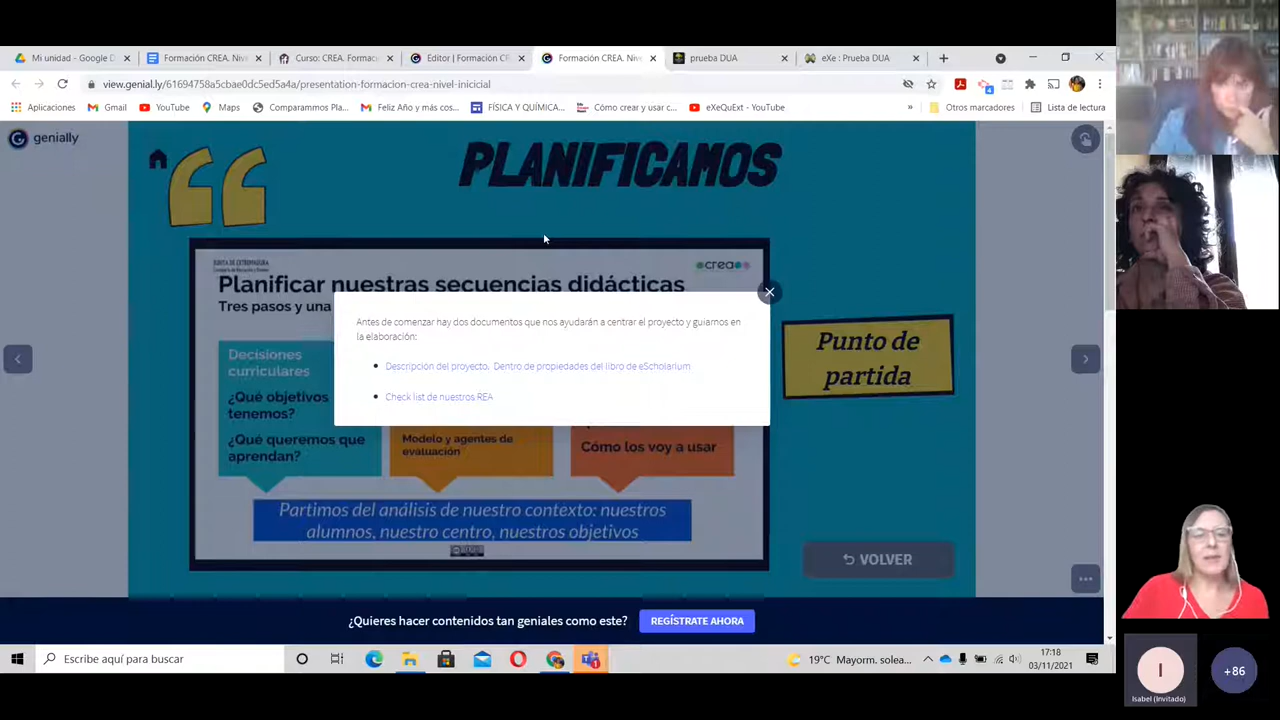 Mi unidad - Google D
Formación CREA. Nive
Curso: CREA. Formac
Editor | Formación CRE
Formación CREA. Nive
prueba DUA
eXe : Prueba DUA
view.genial.ly/61694758a5cbae0dc5ed5a4a/presentation-formacion-crea-nivel-inicicial
Aplicaciones
Gmail
YouTube
Maps
Comparammos Pla...
Feliz Año y más cos...
FÍSICA Y QUÍMICA...
Cómo crear y usar c...
eXeQuExt - YouTube
»
Otros marcadores
Lista de lectura
genially
PLANIFICAMOS
JUNTA DE EXTREMADURA
crea
Planificar nuestras secuencias didácticas
Tres pasos y una
Antes de comenzar hay dos documentos que nos ayudarán a centrar el proyecto y guiarnos en
la elaboración:
• Descripción del proyecto. Dentro de propiedades del libro de eScholarium
• Check list de nuestros REA
Decisiones
curriculares
¿Qué objetivos
tenemos?
¿Qué queremos que
aprendan?
Modelo y agentes de
evaluación
Cómo los voy a usar
Partimos del análisis de nuestro contexto: nuestros
alumnos, nuestro centro, nuestros objetivos
Punto de
partida
VOLVER
¿Quieres hacer contenidos tan geniales como este?
REGÍSTRATE AHORA
Escribe aquí para buscar
19°C Mayorm. solea...
17:18
03/11/2021
I
Isabel (Invitado)
+86